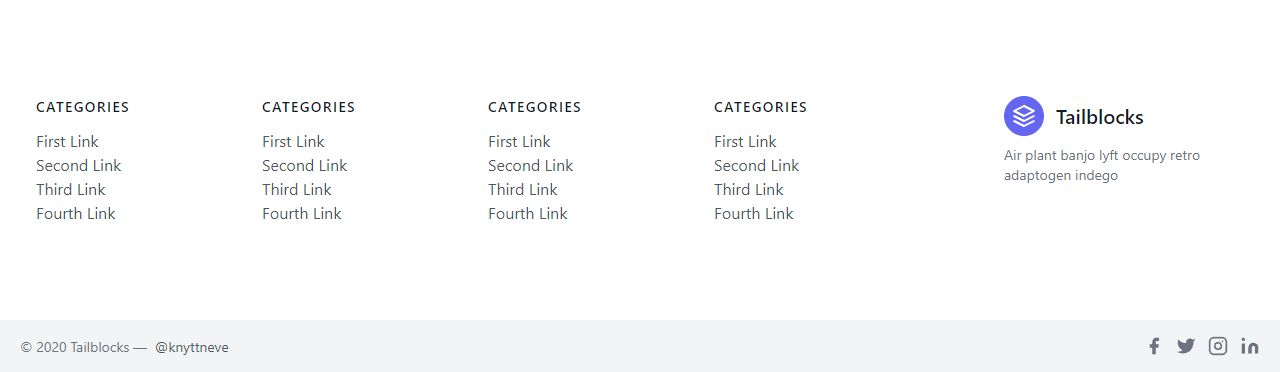 CATEGORIES
First Link
Second Link
Third Link
Fourth Link
CATEGORIES
First Link
Second Link
Third Link
Fourth Link
CATEGORIES
First Link
Second Link
Third Link
Fourth Link
CATEGORIES
First Link
Second Link
Third Link
Fourth Link
Tailblocks
Air plant banjo lyft occupy retro
adaptogen indego
© 2020 Tailblocks — @knyttneve